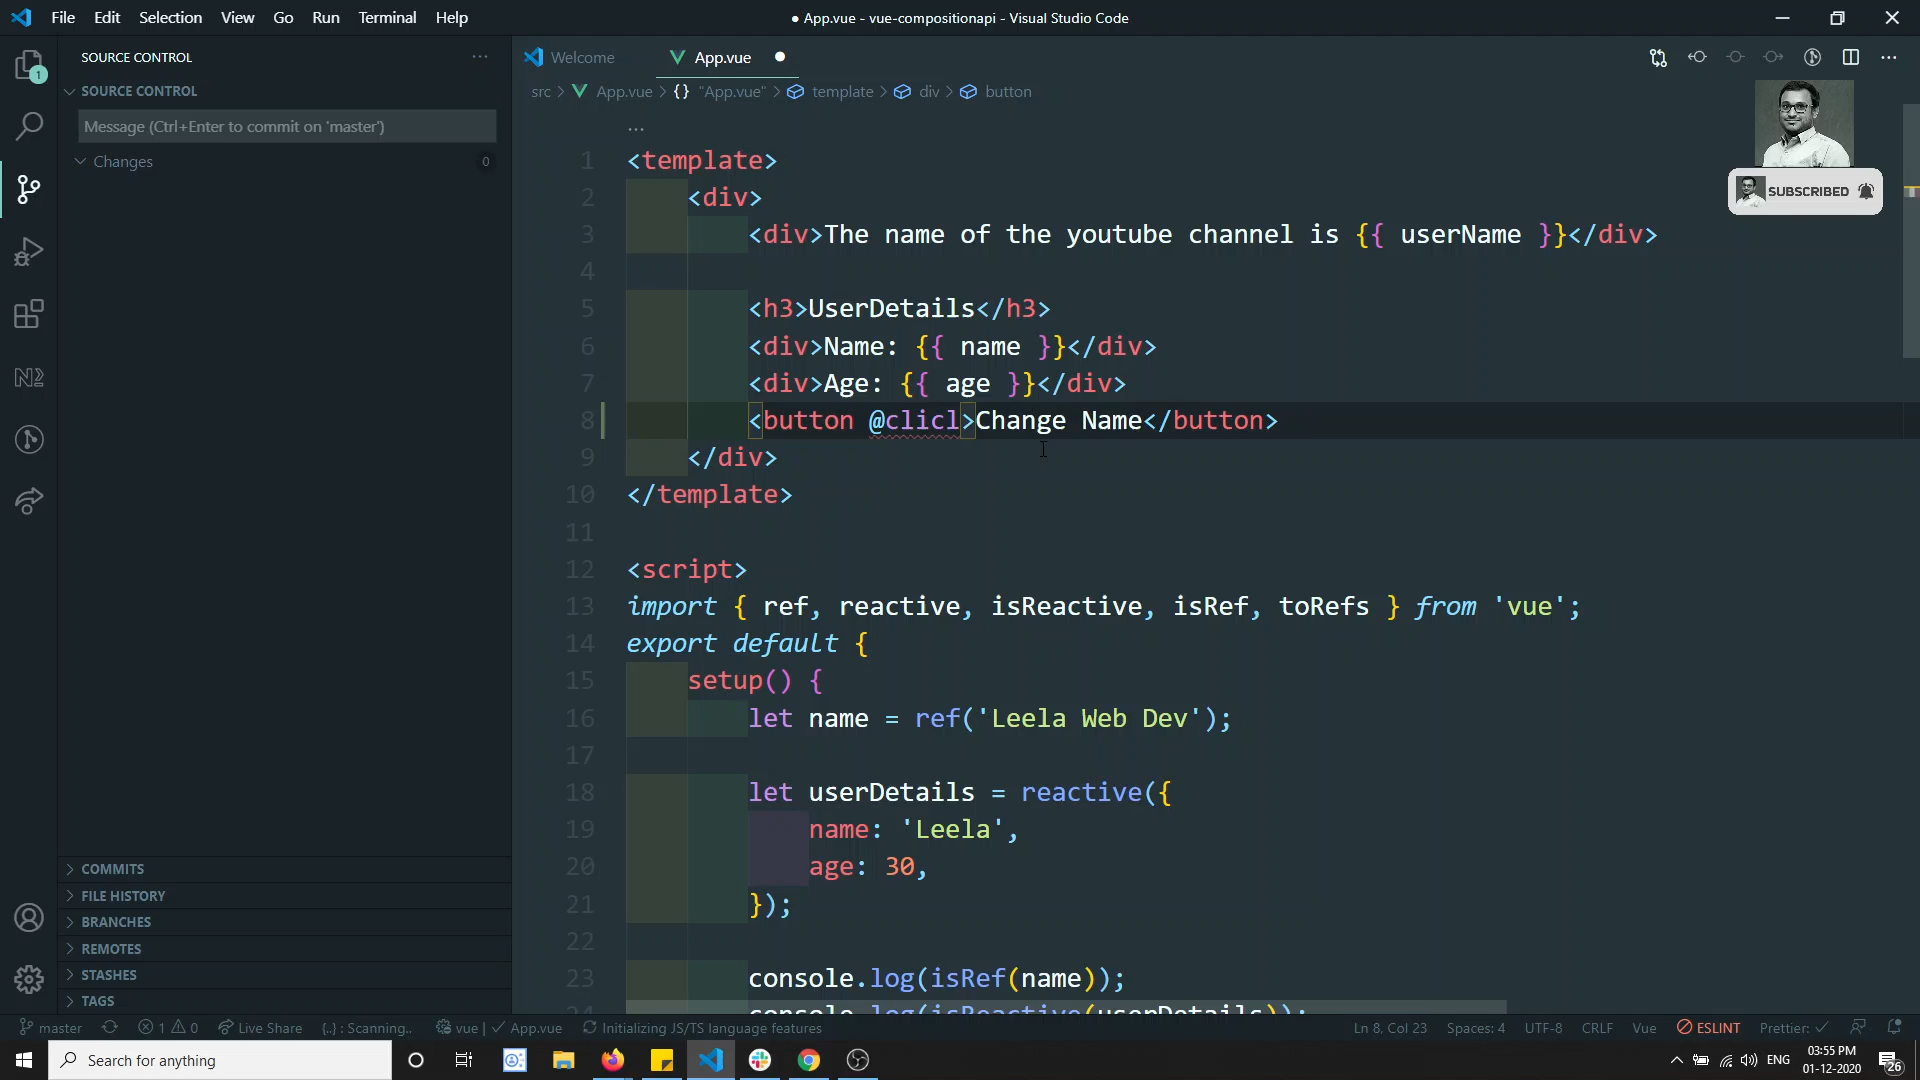 File Edit Selection View Go Run Terminal Help
● App.vue - vue-compositionapi - Visual Studio Code
SOURCE CONTROL
Welcome
App.vue
1
SOURCE CONTROL
src > App.vue > {} "App.vue" > template > div > button
Message (Ctrl+Enter to commit on 'master')
Changes 0
SUBSCRIBED
...
1 <template>
2 <div>
3 <div>The name of the youtube channel is {{ userName }}</div>
4
5 <h3>UserDetails</h3>
6 <div>Name: {{ name }}</div>
7 <div>Age: {{ age }}</div>
8 <button @clicl>Change Name</button>
9 </div>
10 </template>
11
12 <script>
13 import { ref, reactive, isReactive, isRef, toRefs } from 'vue';
14 export default {
15 setup() {
16 let name = ref('Leela Web Dev');
17
18 let userDetails = reactive({
19 name: 'Leela',
20 age: 30,
21 });
22
23 console.log(isRef(name));
24 console.log(isReactive(userDetails));
COMMITS
FILE HISTORY
BRANCHES
REMOTES
STASHES
TAGS
master 1 0 Live Share {..} : Scanning.. vue | ✓ App.vue Initializing JS/TS language features
Ln 8, Col 23 Spaces: 4 UTF-8 CRLF Vue ESLINT Prettier: ✓
Search for anything
ENG
03:55 PM
01-12-2020
26